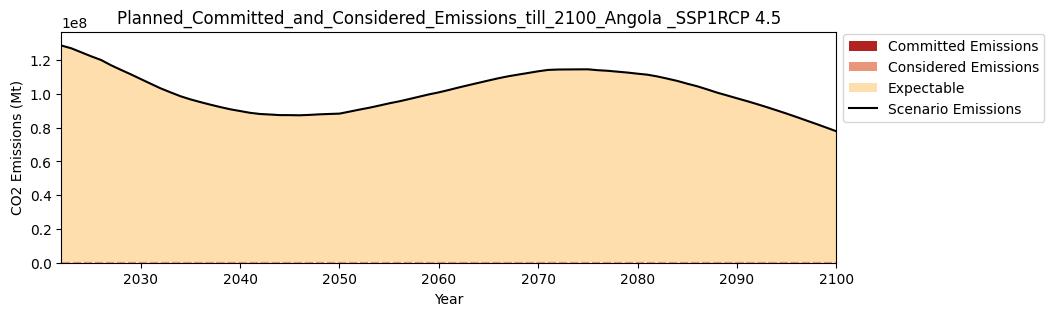 Planned_Committed_and_Considered_Emissions_till_2100_Angola _SSP1RCP 4.5
1e8
CO2 Emissions (Mt)
1.2
1.0
0.8
0.6
0.4
0.2
0.0
2030 2040 2050 2060 2070 2080 2090 2100
Year
Committed Emissions
Considered Emissions
Expectable
Scenario Emissions